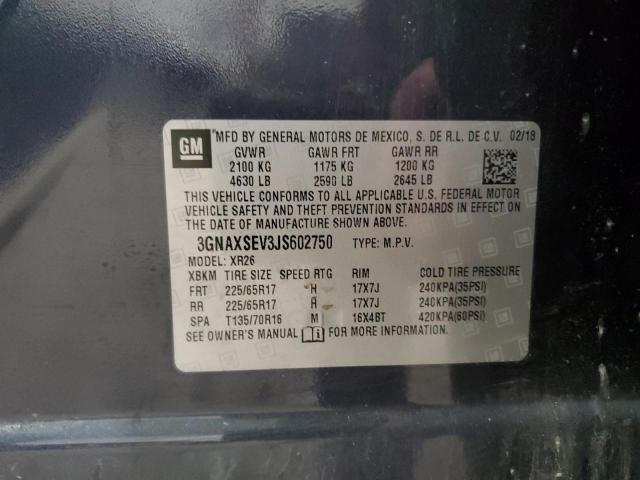 GM
MFD BY GENERAL MOTORS DE MEXICO, S. DE R.L. DE C.V. 02/18
GVWR GAWR FRT GAWR RR
2100 KG 1175 KG 1200 KG
4630 LB 2590 LB 2645 LB
THIS VEHICLE CONFORMS TO ALL APPLICABLE U.S. FEDERAL MOTOR
VEHICLE SAFETY AND THEFT PREVENTION STANDARDS IN EFFECT ON
THE DATE OF MANUFACTURE SHOWN ABOVE.
3GNAXSEV3JS602750 TYPE: M.P.V.
MODEL: XR26
XBKM TIRE SIZE SPEED RTG RIM COLD TIRE PRESSURE
FRT 225/65R17 H 17X7J 240KPA(35PSI)
RR 225/65R17 H 17X7J 240KPA(35PSI)
SPA T135/70R16 M 16X4BT 420KPA(60PSI)
SEE OWNER'S MANUAL FOR MORE INFORMATION.